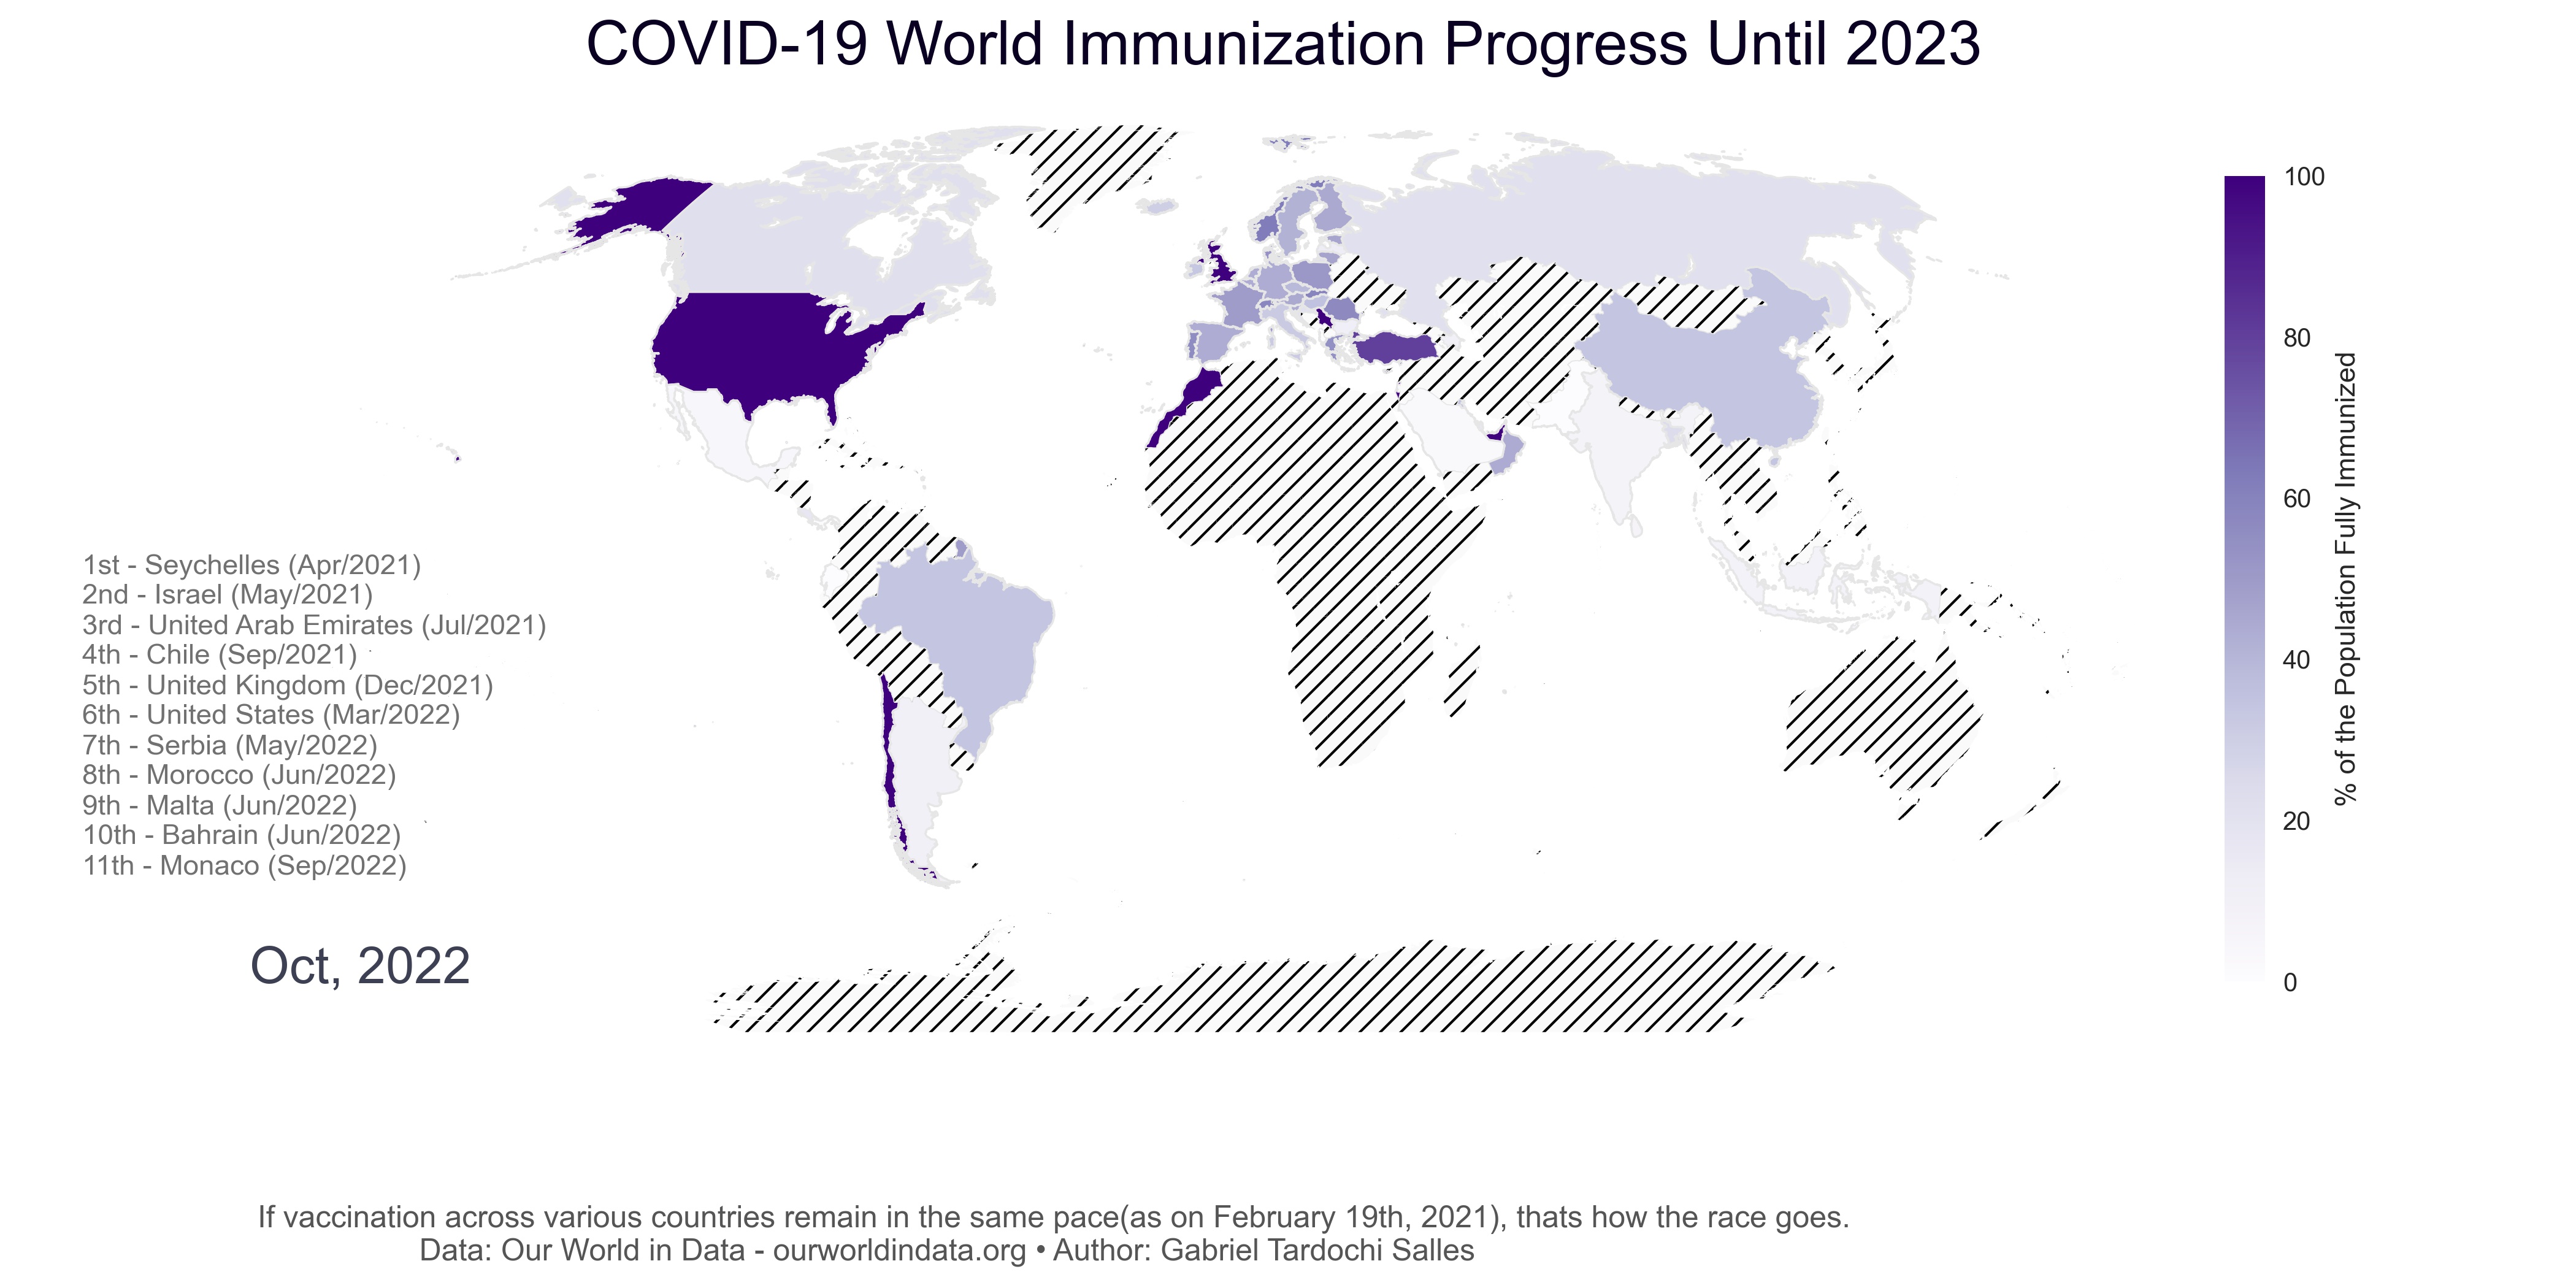 COVID-19 World Immunization Progress Until 2023
100
80
60
40
20
0
% of the Population Fully Immunized
1st - Seychelles (Apr/2021)
2nd - Israel (May/2021)
3rd - United Arab Emirates (Jul/2021)
4th - Chile (Sep/2021)
5th - United Kingdom (Dec/2021)
6th - United States (Mar/2022)
7th - Serbia (May/2022)
8th - Morocco (Jun/2022)
9th - Malta (Jun/2022)
10th - Bahrain (Jun/2022)
11th - Monaco (Sep/2022)
Oct, 2022
If vaccination across various countries remain in the same pace(as on February 19th, 2021), thats how the race goes.
Data: Our World in Data - ourworldindata.org • Author: Gabriel Tardochi Salles